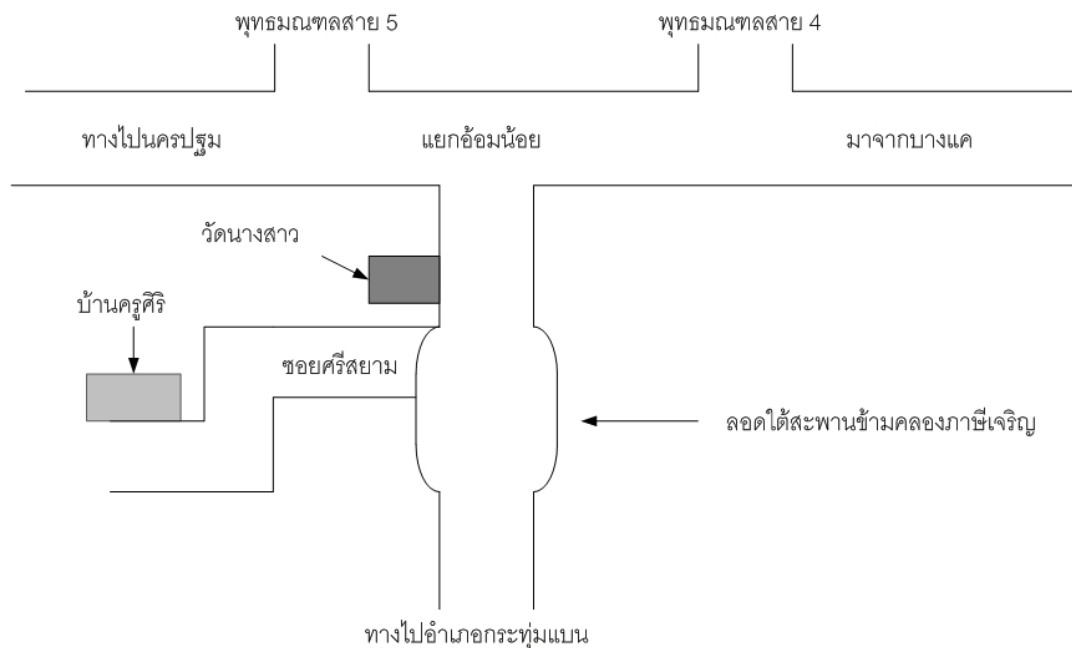 พุทธมณฑลสาย 5
พุทธมณฑลสาย 4
ทางไปนครปฐม
แยกอ้อมน้อย
มาจากบางแค
วัดนางสาว
บ้านครูศิริ
ซอยศรีสยาม
ลอดใต้สะพานข้ามคลองภาษีเจริญ
ทางไปอำเภอกระทุ่มแบน